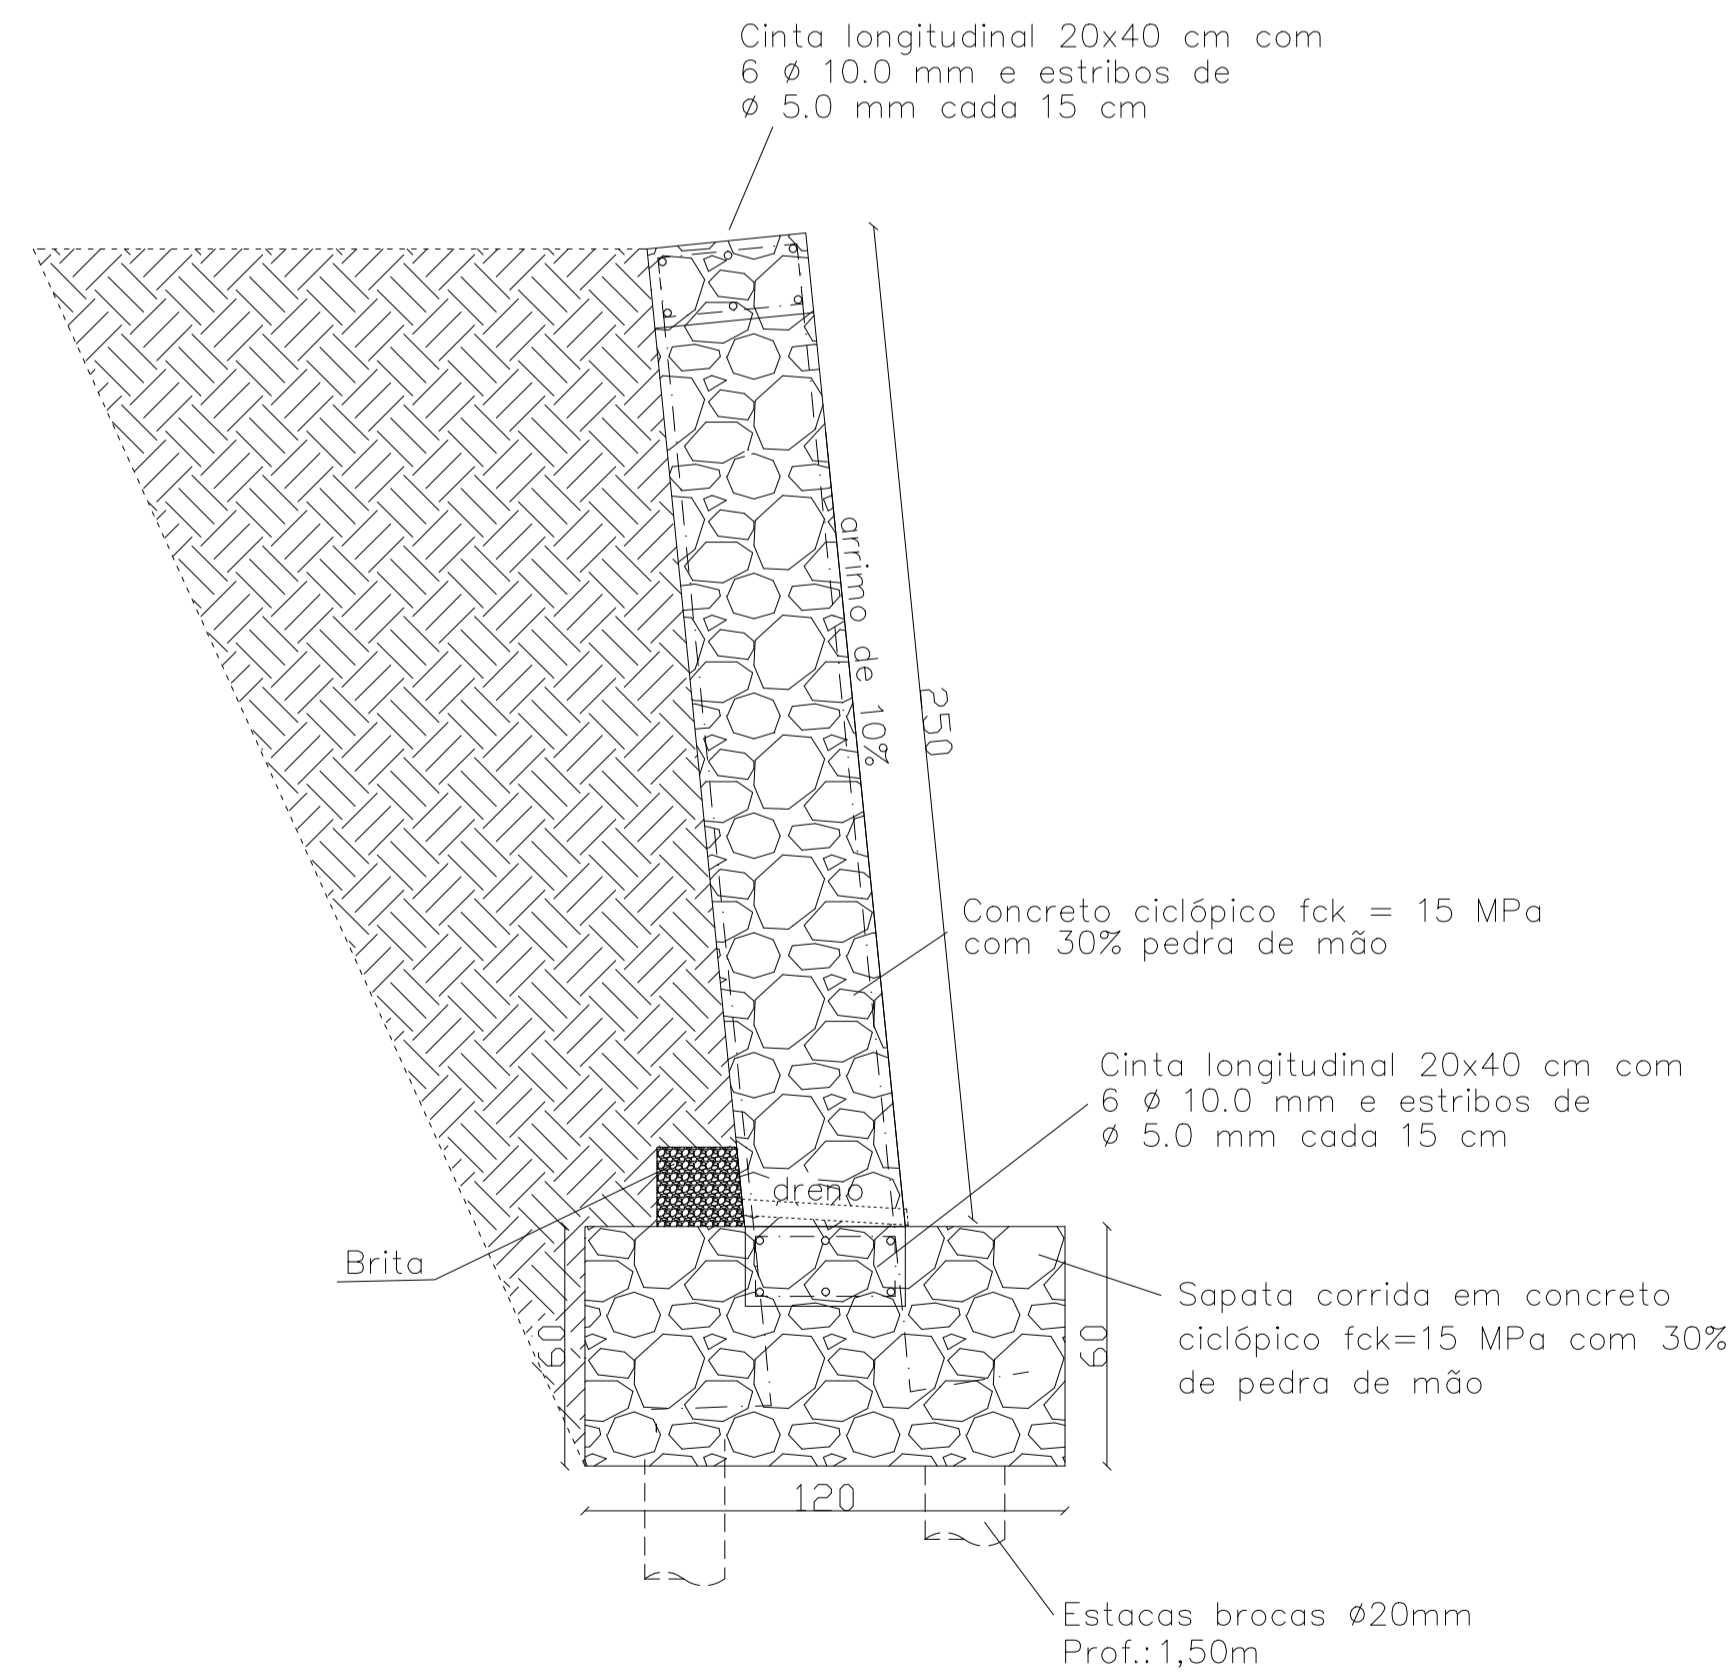 Cinta longitudinal 20x40 cm com
6 ø 10.0 mm e estribos de
ø 5.0 mm cada 15 cm
arrimo de 10%
250
Concreto ciclópico fck = 15 MPa
com 30% pedra de mão
Cinta longitudinal 20x40 cm com
6 ø 10.0 mm e estribos de
ø 5.0 mm cada 15 cm
dreno
Brita
Sapata corrida em concreto
ciclópico fck=15 MPa com 30%
de pedra de mão
60
60
120
Estacas brocas ø20mm
Prof.:1,50m